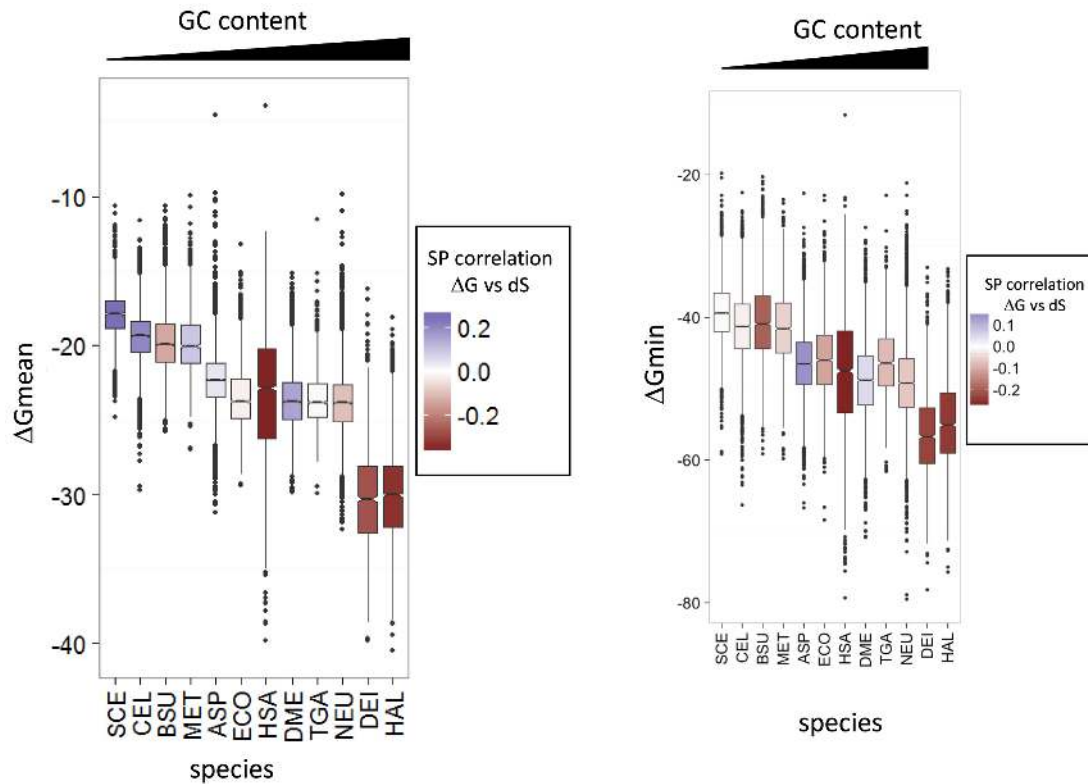 GC content
ΔGmean
-10
-20
-30
-40
SCE CEL BSU MET ASP ECO HSA DME TGA NEU DEI HAL
species
SP correlation
ΔG vs dS
0.2
0.0
-0.2
GC content
ΔGmin
-20
-40
-60
-80
SCE CEL BSU MET ASP ECO HSA DME TGA NEU DEI HAL
species
SP correlation
ΔG vs dS
0.1
0.0
-0.1
-0.2